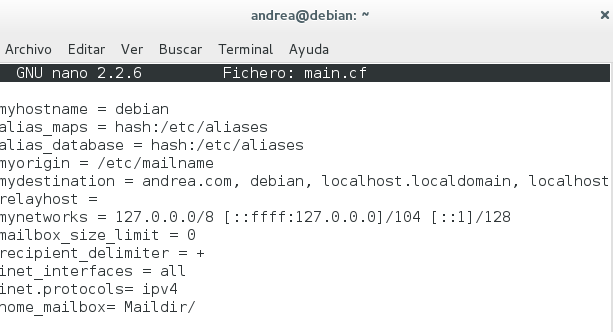 andrea@debian: ~
Archivo Editar Ver Buscar Terminal Ayuda
GNU nano 2.2.6 Fichero: main.cf
myhostname = debian
alias_maps = hash:/etc/aliases
alias_database = hash:/etc/aliases
myorigin = /etc/mailname
mydestination = andrea.com, debian, localhost.localdomain, localhost
relayhost =
mynetworks = 127.0.0.0/8 [::ffff:127.0.0.0]/104 [::1]/128
mailbox_size_limit = 0
recipient_delimiter = +
inet_interfaces = all
inet.protocols= ipv4
home_mailbox= Maildir/